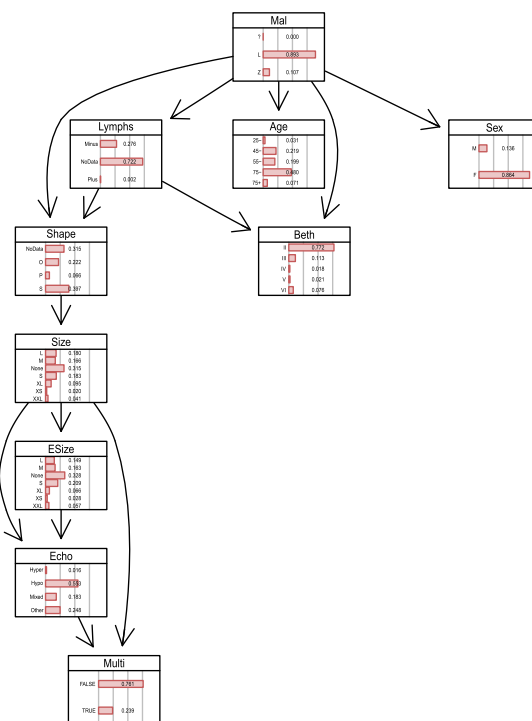 Mal
? 0.000
L 0.893
Z 0.107
Lymphs
Minus 0.276
NoData 0.722
Plus 0.002
Age
25- 0.031
45- 0.219
55- 0.199
75- 0.480
75+ 0.071
Sex
M 0.136
F 0.864
Shape
NoData 0.315
O 0.222
P 0.066
S 0.397
Beth
II 0.772
III 0.113
IV 0.018
V 0.021
VI 0.076
Size
L 0.180
M 0.166
None 0.315
S 0.183
XL 0.095
XS 0.020
XXL 0.041
ESize
L 0.149
M 0.163
None 0.328
S 0.209
XL 0.066
XS 0.028
XXL 0.057
Echo
Hyper 0.016
Hypo 0.553
Mixed 0.183
Other 0.248
Multi
FALSE 0.761
TRUE 0.239